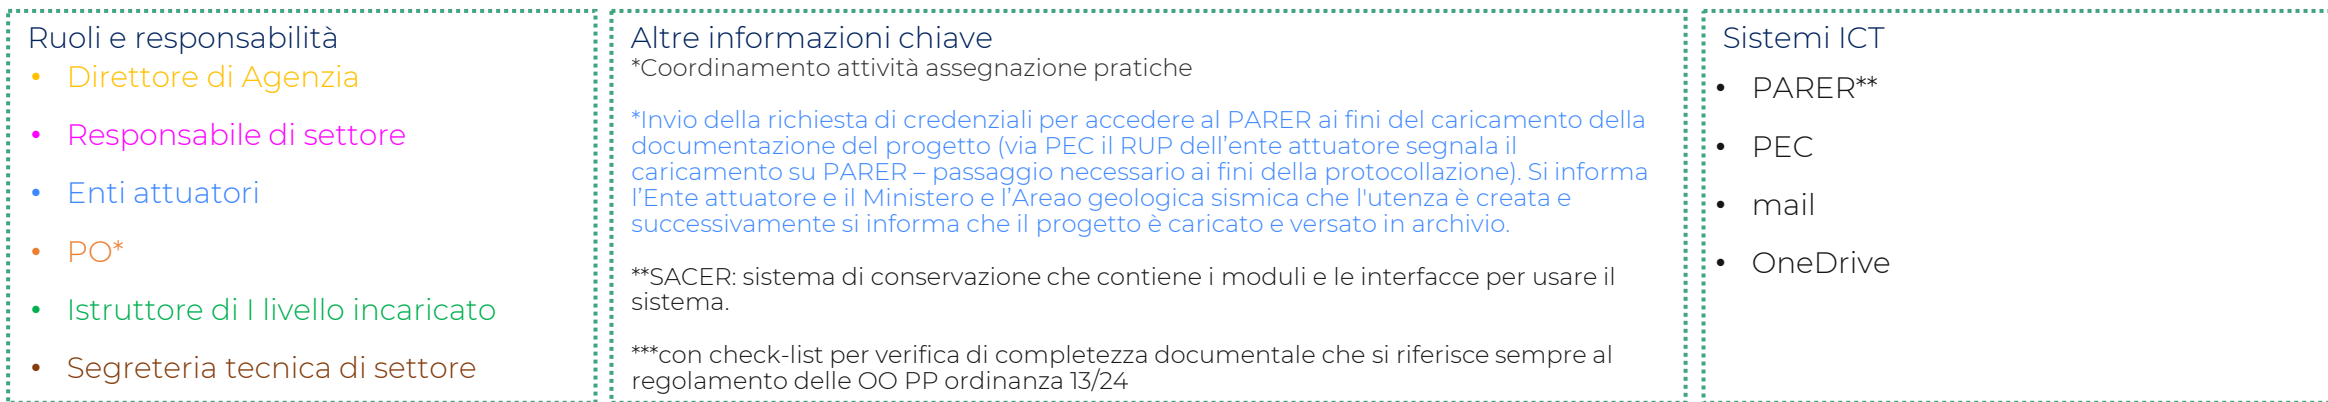 Ruoli e responsabilità
• Direttore di Agenzia
• Responsabile di settore
• Enti attuatori
• PO*
• Istruttore di I livello incaricato
• Segreteria tecnica di settore
Altre informazioni chiave
*Coordinamento attività assegnazione pratiche
*Invio della richiesta di credenziali per accedere al PARER ai fini del caricamento della
documentazione del progetto (via PEC il RUP dell’ente attuatore segnala il
caricamento su PARER – passaggio necessario ai fini della protocollazione). Si informa
l’Ente attuatore e il Ministero e l’Areao geologica sismica che l'utenza è creata e
successivamente si informa che il progetto è caricato e versato in archivio.
**SACER: sistema di conservazione che contiene i moduli e le interfacce per usare il
sistema.
***con check-list per verifica di completezza documentale che si riferisce sempre al
regolamento delle OO PP ordinanza 13/24
Sistemi ICT
• PARER**
• PEC
• mail
• OneDrive